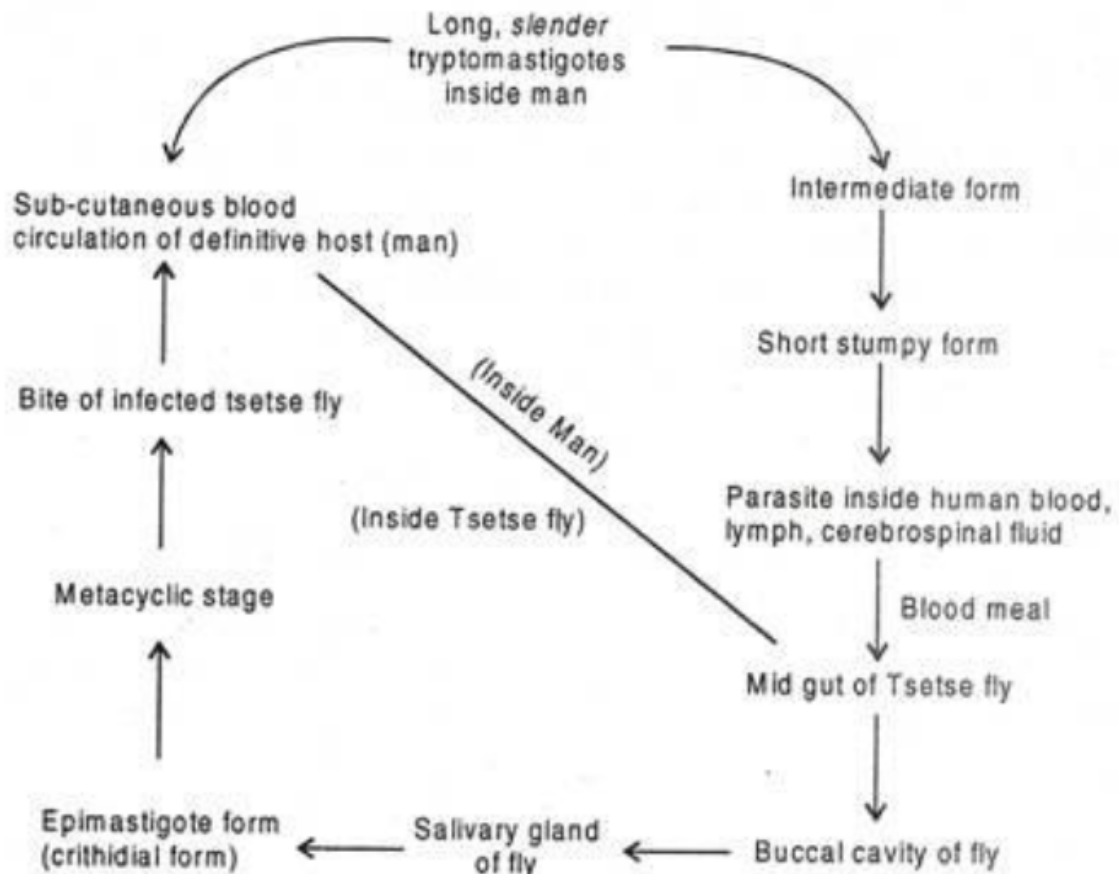 Long, slender
tryptomastigotes
inside man
Intermediate form
Sub-cutaneous blood
circulation of definitive host (man)
Short stumpy form
Bite of infected tsetse fly
(Inside Man)
(Inside Tsetse fly)
Parasite inside human blood,
lymph, cerebrospinal fluid
Metacyclic stage
Blood meal
Mid gut of Tsetse fly
Epimastigote form
(crithidial form)
Salivary gland
of fly
Buccal cavity of fly